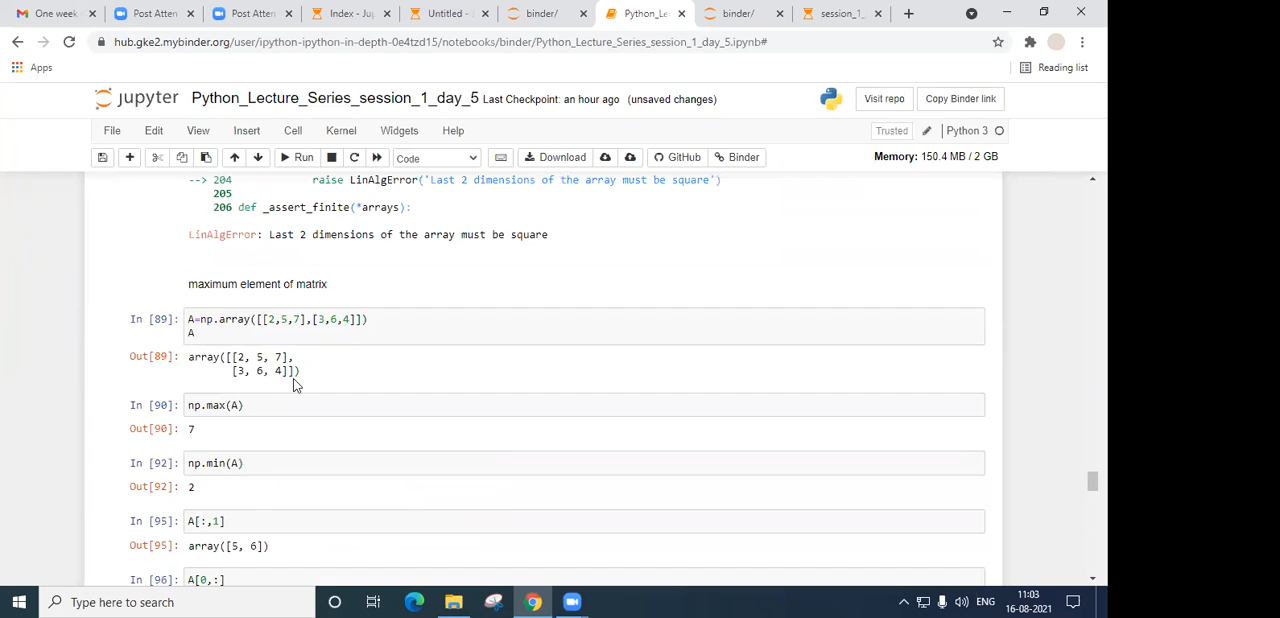 One week
Post Atten
Post Atten
Index - Ju
Untitled -
binder/
Python_Le
binder/
session_1_
hub.gke2.mybinder.org/user/ipython-ipython-in-depth-0e4tzd15/notebooks/binder/Python_Lecture_Series_session_1_day_5.ipynb#
Apps
Reading list
jupyter Python_Lecture_Series_session_1_day_5 Last Checkpoint: an hour ago (unsaved changes)
Visit repo
Copy Binder link
File Edit View Insert Cell Kernel Widgets Help
Trusted
Python 3
Run
Code
Download
GitHub
Binder
Memory: 150.4 MB / 2 GB
--> 204 raise LinAlgError('Last 2 dimensions of the array must be square')
205
206 def _assert_finite(*arrays):
LinAlgError: Last 2 dimensions of the array must be square
maximum element of matrix
In [89]: A=np.array([[2,5,7],[3,6,4]])
A
Out[89]: array([[2, 5, 7],
[3, 6, 4]])
In [90]: np.max(A)
Out[90]: 7
In [92]: np.min(A)
Out[92]: 2
In [95]: A[:,1]
Out[95]: array([5, 6])
In [96]: A[0,:]
Type here to search
ENG
11:03
16-08-2021